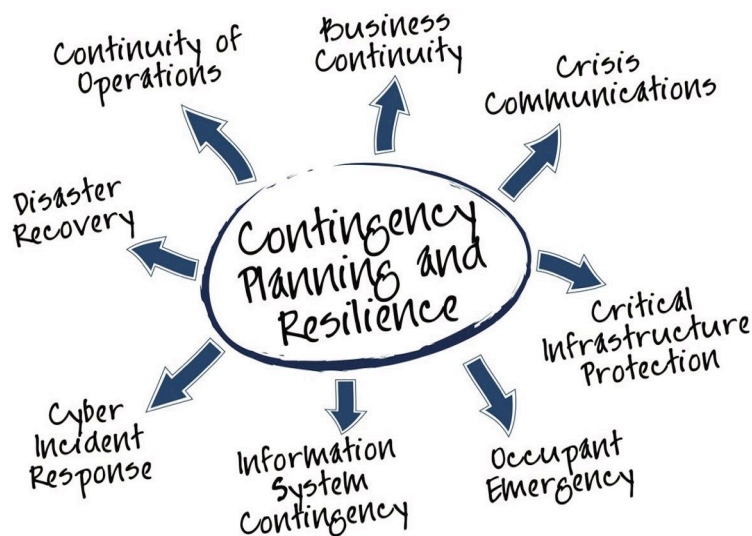 Contingency
Planning and
Resilience
Business
Continuity
Crisis
Communications
Critical
Infrastructure
Protection
Occupant
Emergency
Information
System
Contingency
Cyber
Incident
Response
Disaster
Recovery
Continuity of
Operations